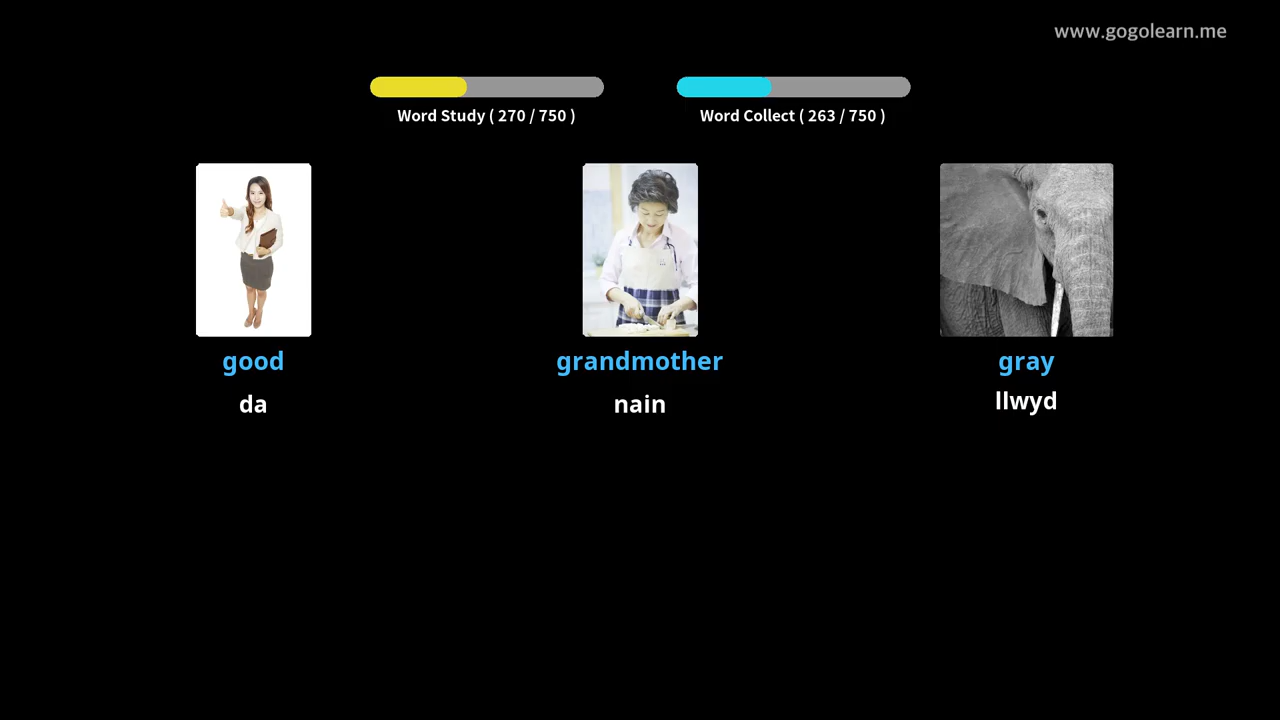 www.gogolearn.me
Word Study ( 270 / 750 )
Word Collect ( 263 / 750 )
good
grandmother
gray
da
nain
llwyd